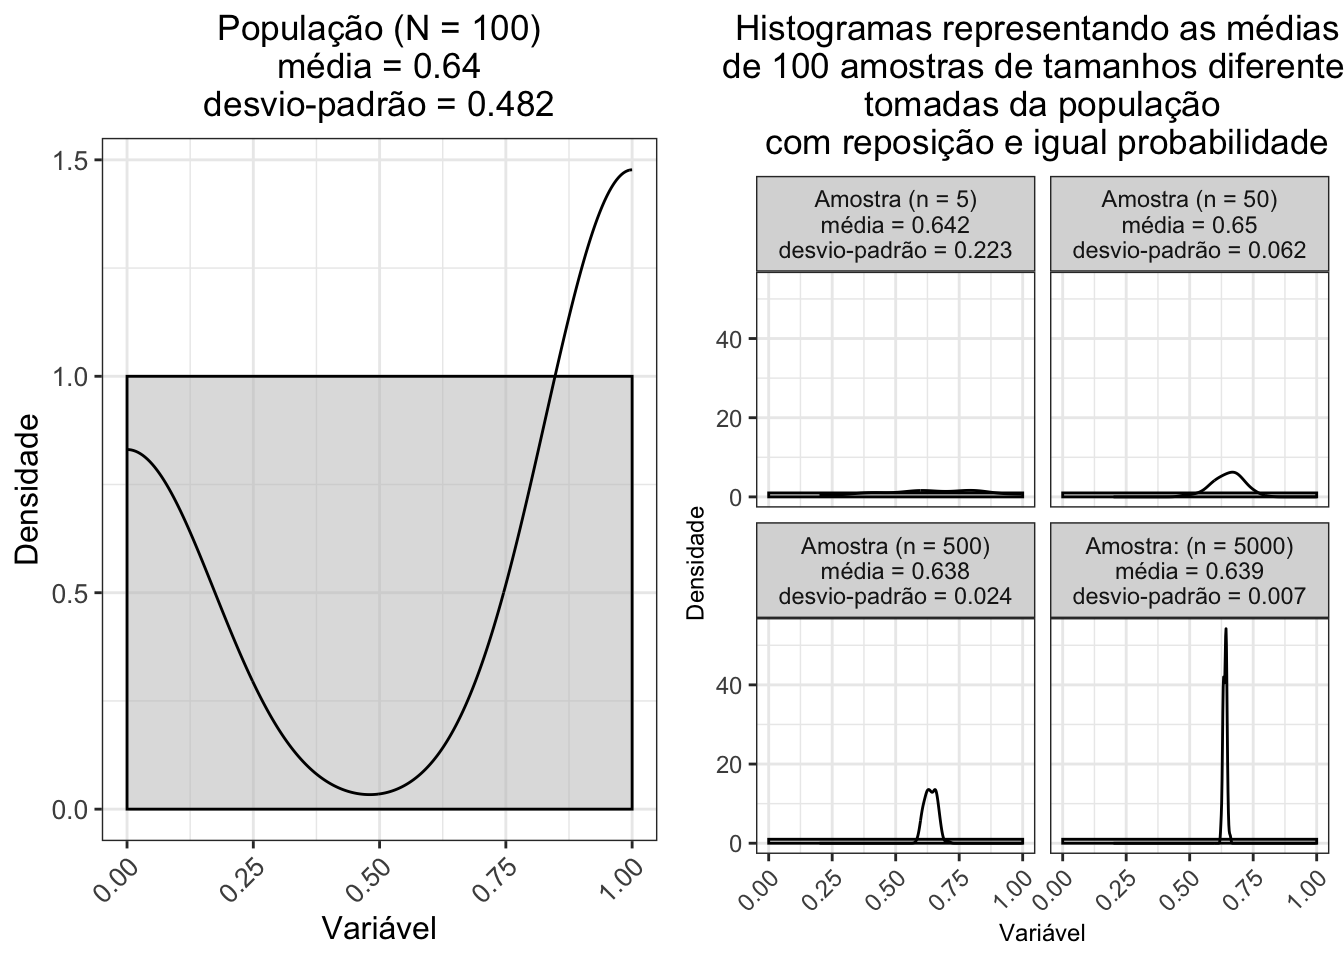 População (N = 100)
média = 0.64
desvio-padrão = 0.482
Densidade
1.5
1.0
0.5
0.0
0.00
0.25
0.50
0.75
1.00
Variável
Histogramas representando as médias
de 100 amostras de tamanhos diferente
tomadas da população
com reposição e igual probabilidade
Densidade
Amostra (n = 5)
média = 0.642
desvio-padrão = 0.223
Amostra (n = 50)
média = 0.65
desvio-padrão = 0.062
40
20
0
Amostra (n = 500)
média = 0.638
desvio-padrão = 0.024
Amostra: (n = 5000)
média = 0.639
desvio-padrão = 0.007
40
20
0
0.00
0.25
0.50
0.75
1.00
0.00
0.25
0.50
0.75
1.00
Variável